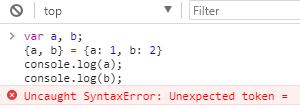 top
Filter
> var a, b;
{a, b} = {a: 1, b: 2}
console.log(a);
console.log(b);
Uncaught SyntaxError: Unexpected token =